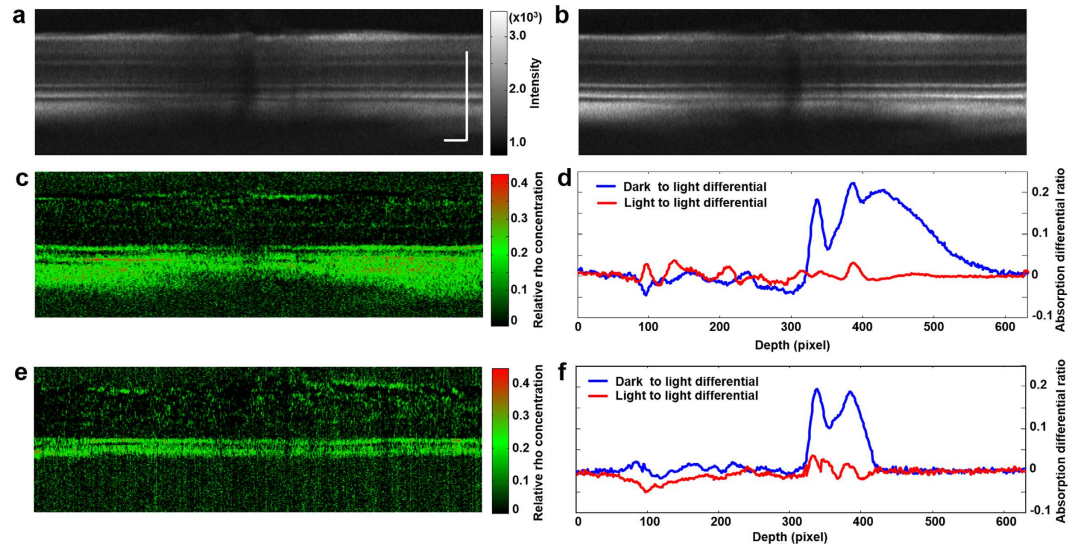 a
(x10³)
3.0
2.0
1.0
Intensity
b
c
0.4
0.3
0.2
0.1
0
Relative rho concentration
d
Dark to light differential
Light to light differential
0.2
0.1
0
-0.1
Absorption differential ratio
0 100 200 300 400 500 600
Depth (pixel)
e
0.4
0.3
0.2
0.1
0
Relative rho concentration
f
Dark to light differential
Light to light differential
0.2
0.1
0
-0.1
Absorption differential ratio
0 100 200 300 400 500 600
Depth (pixel)